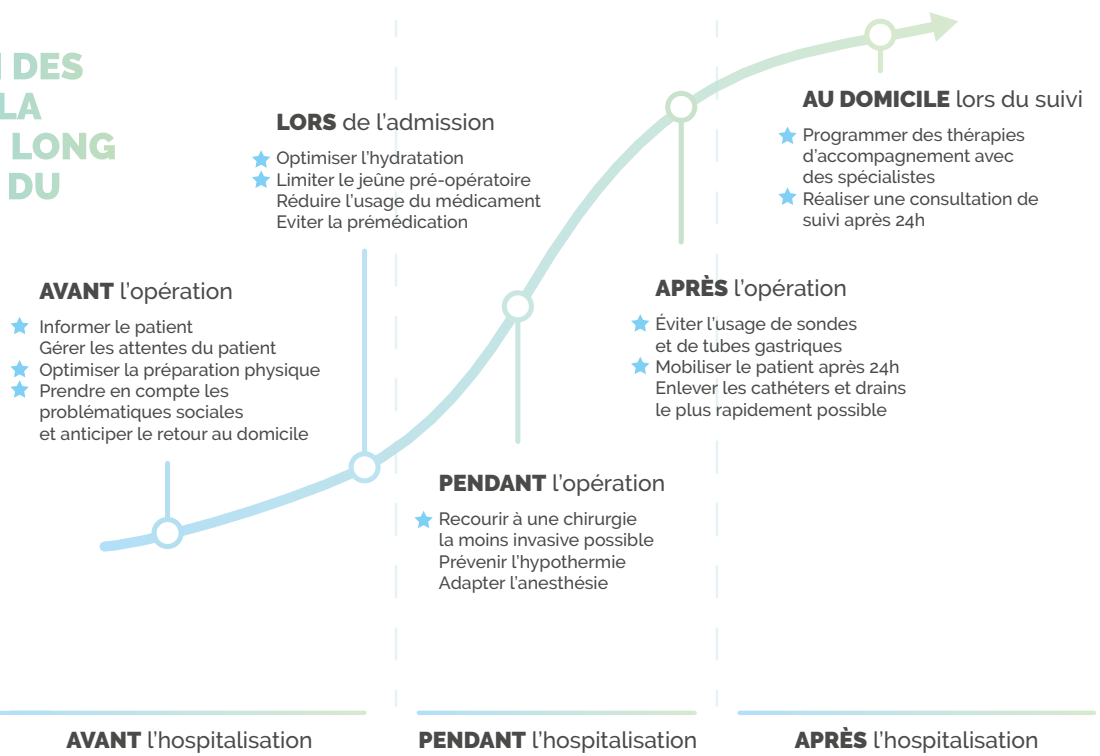 DES
LA
LONG
DU
AVANT l'opération
Informer le patient
Gérer les attentes du patient
Optimiser la préparation physique
Prendre en compte les
problématiques sociales
et anticiper le retour au domicile
LORS de l'admission
Optimiser l'hydratation
Limiter le jeûne pré-opératoire
Réduire l'usage du médicament
Eviter la prémédication
PENDANT l'opération
Recourir à une chirurgie
la moins invasive possible
Prévenir l'hypothermie
Adapter l'anesthésie
APRÈS l'opération
Éviter l'usage de sondes
et de tubes gastriques
Mobiliser le patient après 24h
Enlever les cathéters et drains
le plus rapidement possible
AU DOMICILE lors du suivi
Programmer des thérapies
d'accompagnement avec
des spécialistes
Réaliser une consultation de
suivi après 24h
AVANT l'hospitalisation
PENDANT l'hospitalisation
APRÈS l'hospitalisation